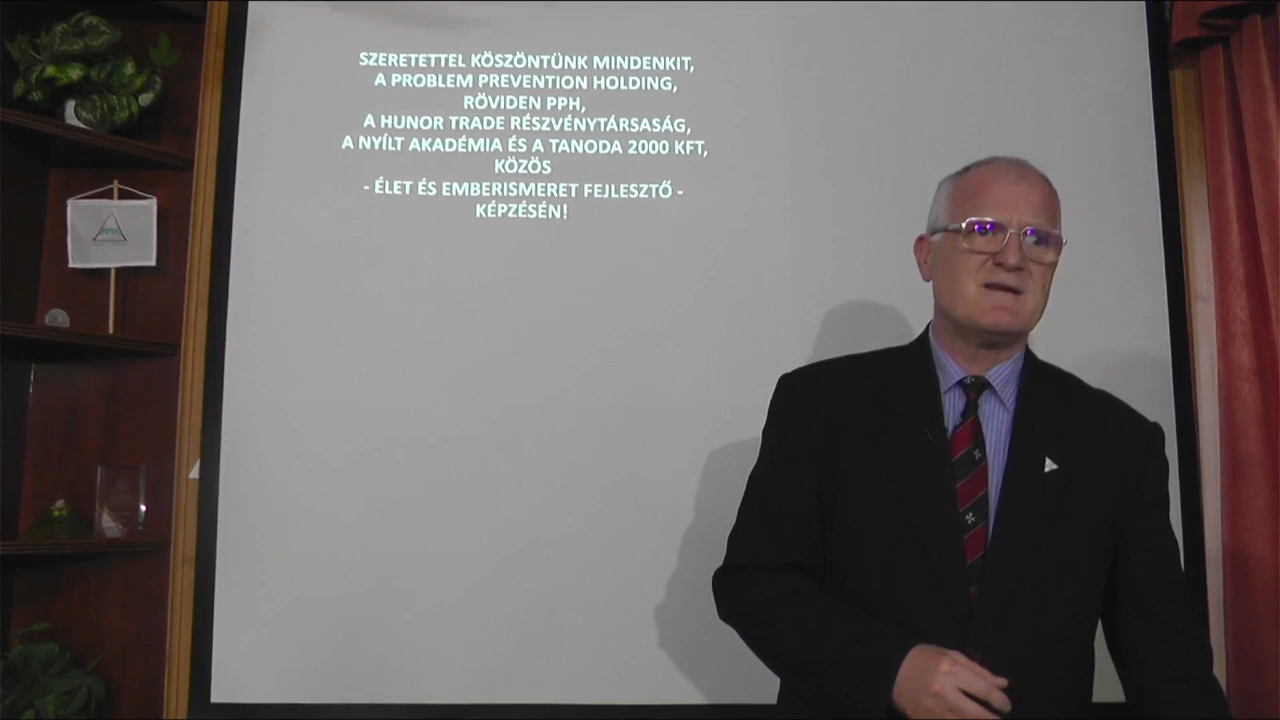 SZERETETTEL KÖSZÖNTÜNK MINDENKIT,
A PROBLEM PREVENTION HOLDING,
RÖVIDEN PPH,
A HUNOR TRADE RÉSZVÉNYTÁRSASÁG,
A NYÍLT AKADÉMIA ÉS A TANODA 2000 KFT,
KÖZÖS
- ÉLET ÉS EMBERISMERET FEJLESZTŐ -
KÉPZÉSÉN!